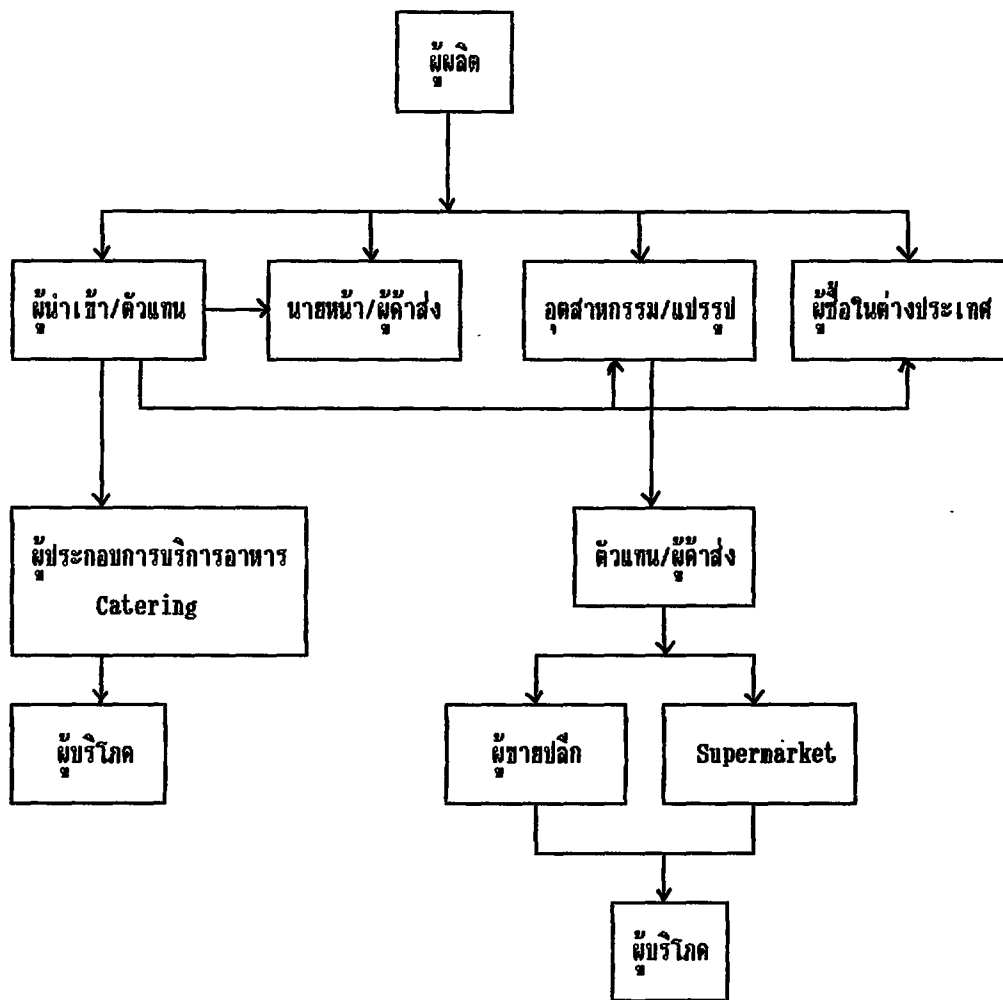 ผู้ผลิต
ผู้นำเข้า/ตัวแทน
นายหน้า/ผู้ค้าส่ง
อุตสาหกรรม/แปรรูป
ผู้ซื้อในต่างประเทศ
ผู้ประกอบการบริการอาหาร
Catering
ตัวแทน/ผู้ค้าส่ง
ผู้บริโภค
ผู้ขายปลีก
Supermarket
ผู้บริโภค